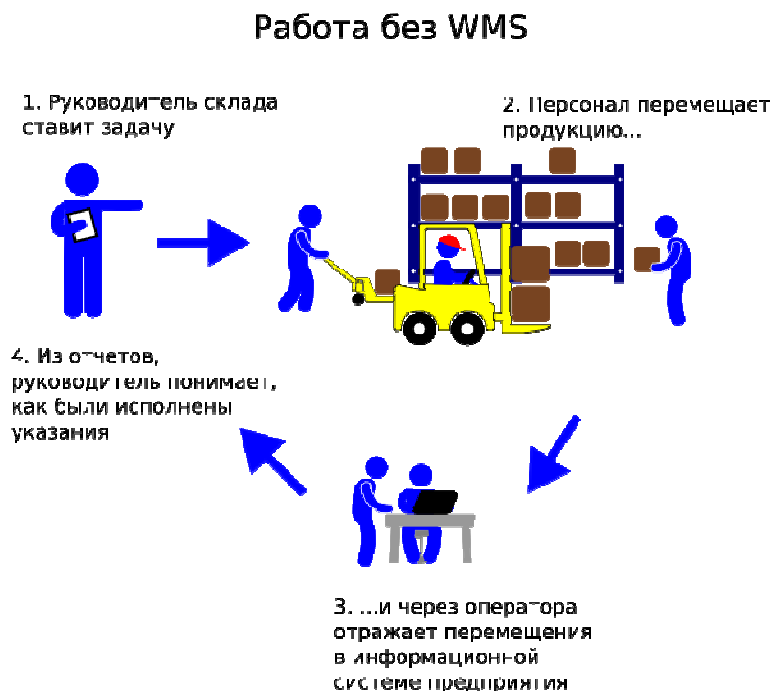 Работа без WMS
1. Руководитель склада
ставит задачу
2. Персонал перемещает
продукцию...
4. Из отчетов,
руководитель понимает,
как были исполнены
указания
3. ...и через оператора
отражает перемещения
в информационной
системе предприятия